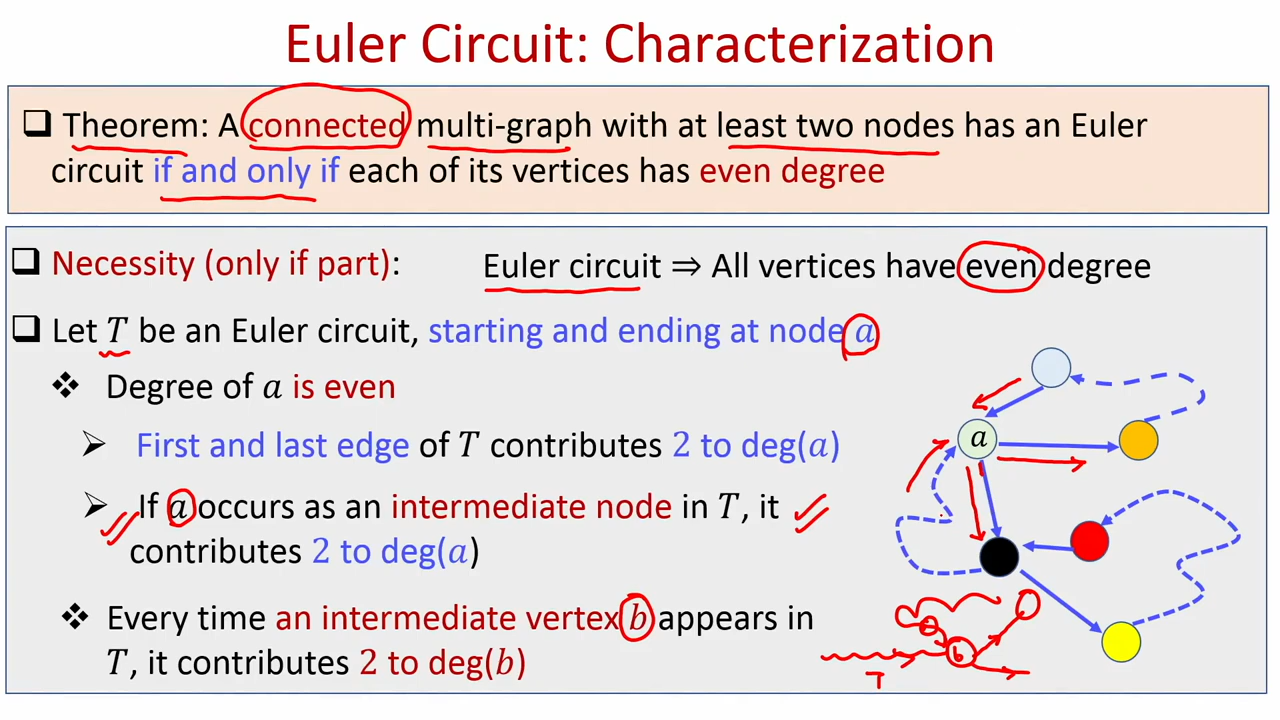 Euler Circuit: Characterization
❑ Theorem: A connected multi-graph with at least two nodes has an Euler
circuit if and only if each of its vertices has even degree
❑ Necessity (only if part): Euler circuit ⇒ All vertices have even degree
❑ Let T be an Euler circuit, starting and ending at node a
❖ Degree of a is even
➢ First and last edge of T contributes 2 to deg(a)
➢ If a occurs as an intermediate node in T, it
contributes 2 to deg(a)
❖ Every time an intermediate vertex b appears in
T, it contributes 2 to deg(b)
a
b
T